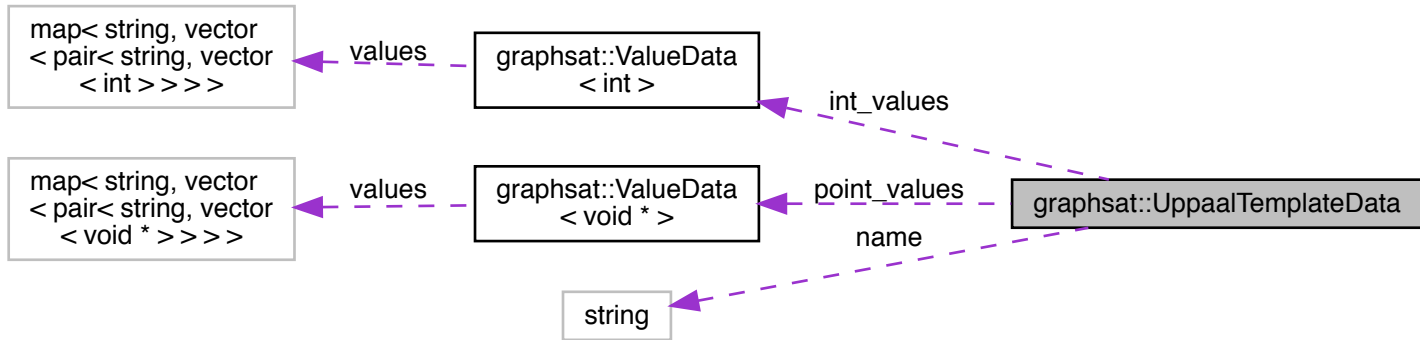 map< string, vector
< pair< string, vector
< int > > > >
values
graphsat::ValueData
< int >
int_values
map< string, vector
< pair< string, vector
< void * > > > >
values
graphsat::ValueData
< void * >
point_values
graphsat::UppaalTemplateData
name
string